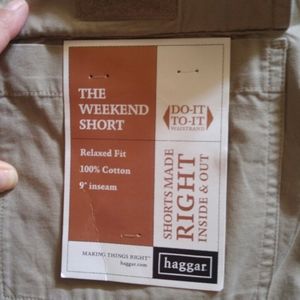 THE
WEEKEND
SHORT
Relaxed Fit
100% Cotton
9" inseam
DO-IT
TO-IT
WAISTBAND
SHORTS MADE
RIGHT
INSIDE & OUT
MAKING THINGS RIGHT®
haggar.com
haggar